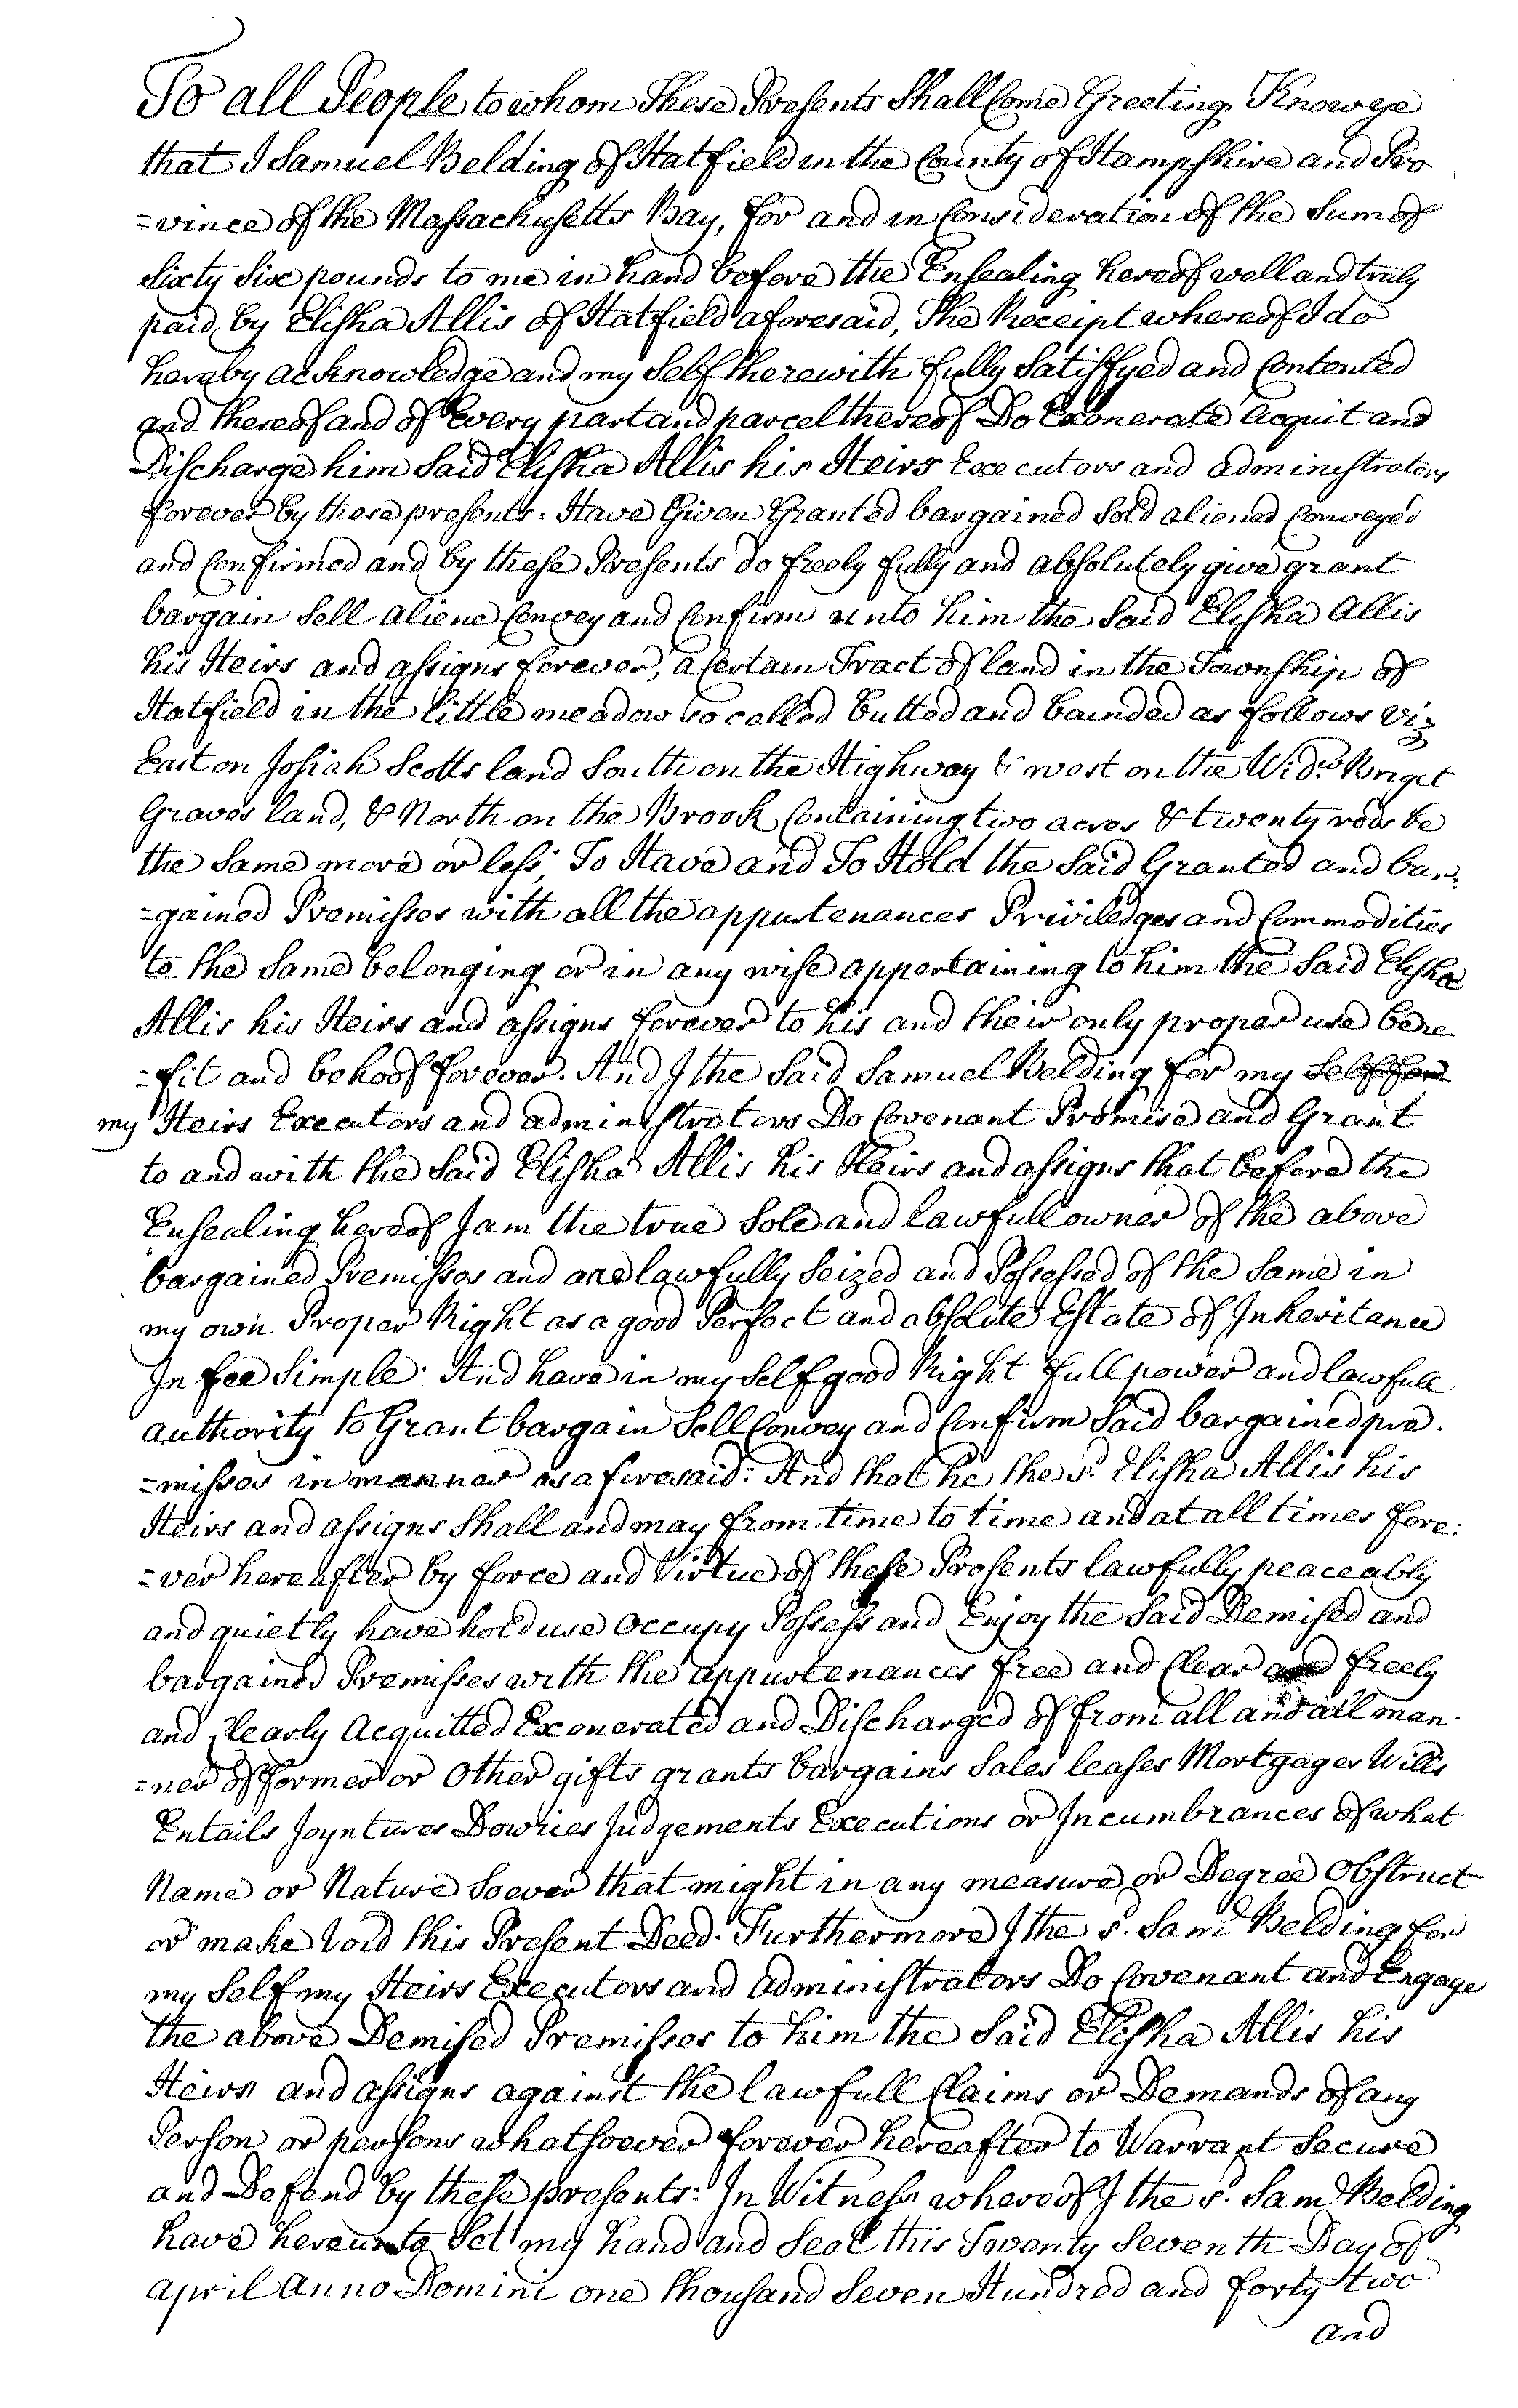 To all People to whom These Presents Shall Come Greeting Know ye
that I Samuel Belding of Hatfield in the County of Hampshire and Pro
=vince of the Massachusetts Bay, for and in Consideration of the Sum of
Sixty Six pounds to me in hand before the Ensealing hereof well and truly
paid by Elisha Allis of Hatfield aforesaid, The Receipt whereof I do
hereby acknowledge and my Self therewith fully Satisfyed and Contented
and thereof and of Every part and parcel thereof Do Exonerate acquit and
Discharge him Said Elisha Allis his Heirs Executors and administrators
forever by these presents. Have Given Granted bargained Sold aliened Conveyed
and Confirmed and by these Presents do freely fully and absolutely give grant
bargain Sell aliene Convey and Confirm unto him the Said Elisha Allis
his Heirs and assigns forever, a Certain Tract of land in the Township of
Hatfield in the little meadow so called butted and bounded as follows Viz
East on Josiah Scotts land South on the Highway & west on the Wido
Graves land, & North on the Brook Containing two acres & twenty rods be
the Same more or less, To Have and To Hold the Said Granted and bar
=gained Premisses with all the appurtenances Priviledges and Commodities
to the Same belonging or in any wise appertaining to him the Said Elisha
Allis his Heirs and assigns forever to his and their only proper use bene
=fit and behoof forever. And I the Said Samuel Belding for my Self for
my Heirs Executors and administrators Do Covenant Promise and Grant
to and with the Said Elisha Allis his Heirs and assigns that before the
Ensealing hereof I am the true Sole and lawfull owner of the above
bargained Premisses and are lawfully Seized and Possessed of the Same in
my own Proper Right as a good Perfect and absolute Estate of Inheritance
In fee Simple: And have in my Self good Right full power and lawfull
authority to Grant bargain Sell Convey and Confirm Said bargained pre.
=misses in manner as aforesaid: And that he the sd. Elisha Allis his
Heirs and assigns Shall and may from time to time and at all times fore:
=ver hereafter by force and Virtue of these Presents lawfully peaceably
and quietly have hold use occupy Possess and Enjoy the Said Demised and
bargained Premisses with the appurtenances free and Clear and freely
and Clearly Acquitted Exonerated and Discharged of from all and all man
=ner of former or Other gifts grants bargains Sales leases Mortgages Wills
Entails Joyntures Dowries Judgements Executions or Incumbrances of what
Name or Nature Soever that might in any measure or Degree Obstruct
or make Void this Present Deed. Furthermore I the sd. Saml Belding for
my Self my Heirs Executors and administrators Do Covenant and Engage
the above Demised Premisses to him the Said Elisha Allis his
Heirs and assigns against the lawfull Claims or Demands of any
Person or persons whatsoever forever hereafter to Warrant Secure
and Defend by these presents: In Witness whereof I the sd. Saml Belding
have hereunto Set my hand and Seal this Twenty Seventh Day of
April Anno Domini one thousand Seven Hundred and forty two
and